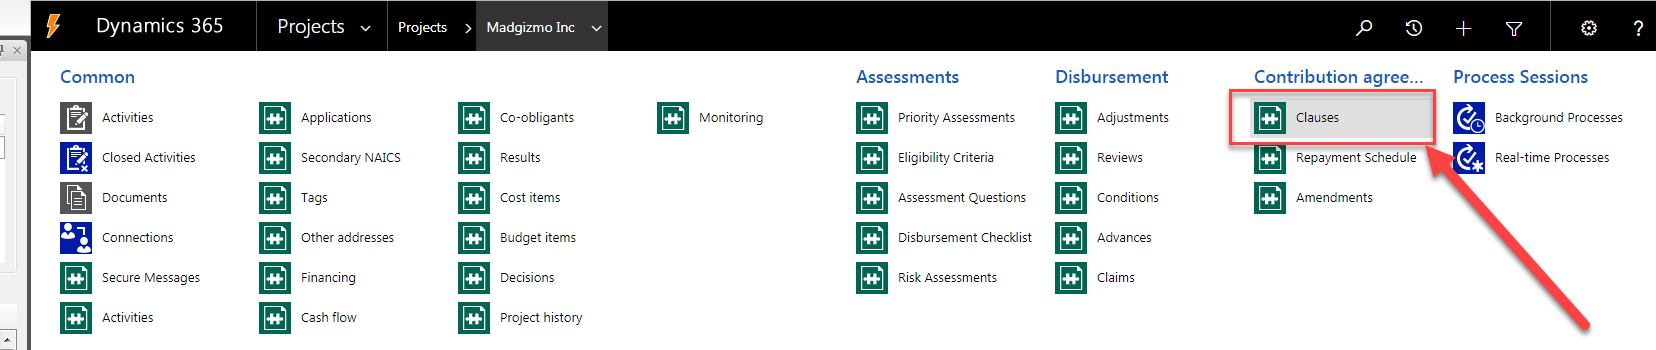 Dynamics 365
Projects
Projects > Madgizmo Inc
?
Common
Activities
Closed Activities
Documents
Connections
Secure Messages
Activities
Applications
Secondary NAICS
Tags
Other addresses
Financing
Cash flow
Co-obligants
Results
Cost items
Budget items
Decisions
Project history
Monitoring
Assessments
Priority Assessments
Eligibility Criteria
Assessment Questions
Disbursement Checklist
Risk Assessments
Disbursement
Adjustments
Reviews
Conditions
Advances
Claims
Contribution agree...
Clauses
Repayment Schedule
Amendments
Process Sessions
Background Processes
Real-time Processes